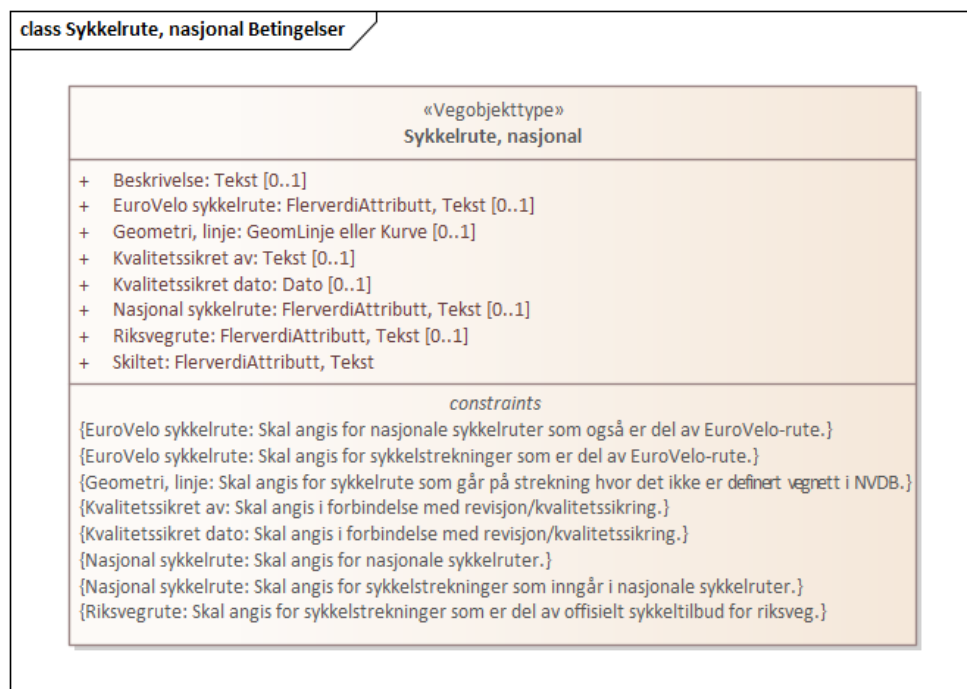 class Sykkelrute, nasjonal Betingelser
«Vegobjekttype»
Sykkelrute, nasjonal
+ Beskrivelse: Tekst [0..1]
+ EuroVelo sykkelrute: FlerverdiAttributt, Tekst [0..1]
+ Geometri, linje: GeomLinje eller Kurve [0..1]
+ Kvalitetssikret av: Tekst [0..1]
+ Kvalitetssikret dato: Dato [0..1]
+ Nasjonal sykkelrute: FlerverdiAttributt, Tekst [0..1]
+ Riksvegrute: FlerverdiAttributt, Tekst [0..1]
+ Skiltet: FlerverdiAttributt, Tekst
constraints
{EuroVelo sykkelrute: Skal angis for nasjonale sykkelruter som også er del av EuroVelo-rute.}
{EuroVelo sykkelrute: Skal angis for sykkelstrekninger som er del av EuroVelo-rute.}
{Geometri, linje: Skal angis for sykkelrute som går på strekning hvor det ikke er definert vegnett i NVDB.}
{Kvalitetssikret av: Skal angis i forbindelse med revisjon/kvalitetssikring.}
{Kvalitetssikret dato: Skal angis i forbindelse med revisjon/kvalitetssikring.}
{Nasjonal sykkelrute: Skal angis for nasjonale sykkelruter.}
{Nasjonal sykkelrute: Skal angis for sykkelstrekninger som inngår i nasjonale sykkelruter.}
{Riksvegrute: Skal angis for sykkelstrekninger som er del av offisielt sykkeltilbud for riksveg.}